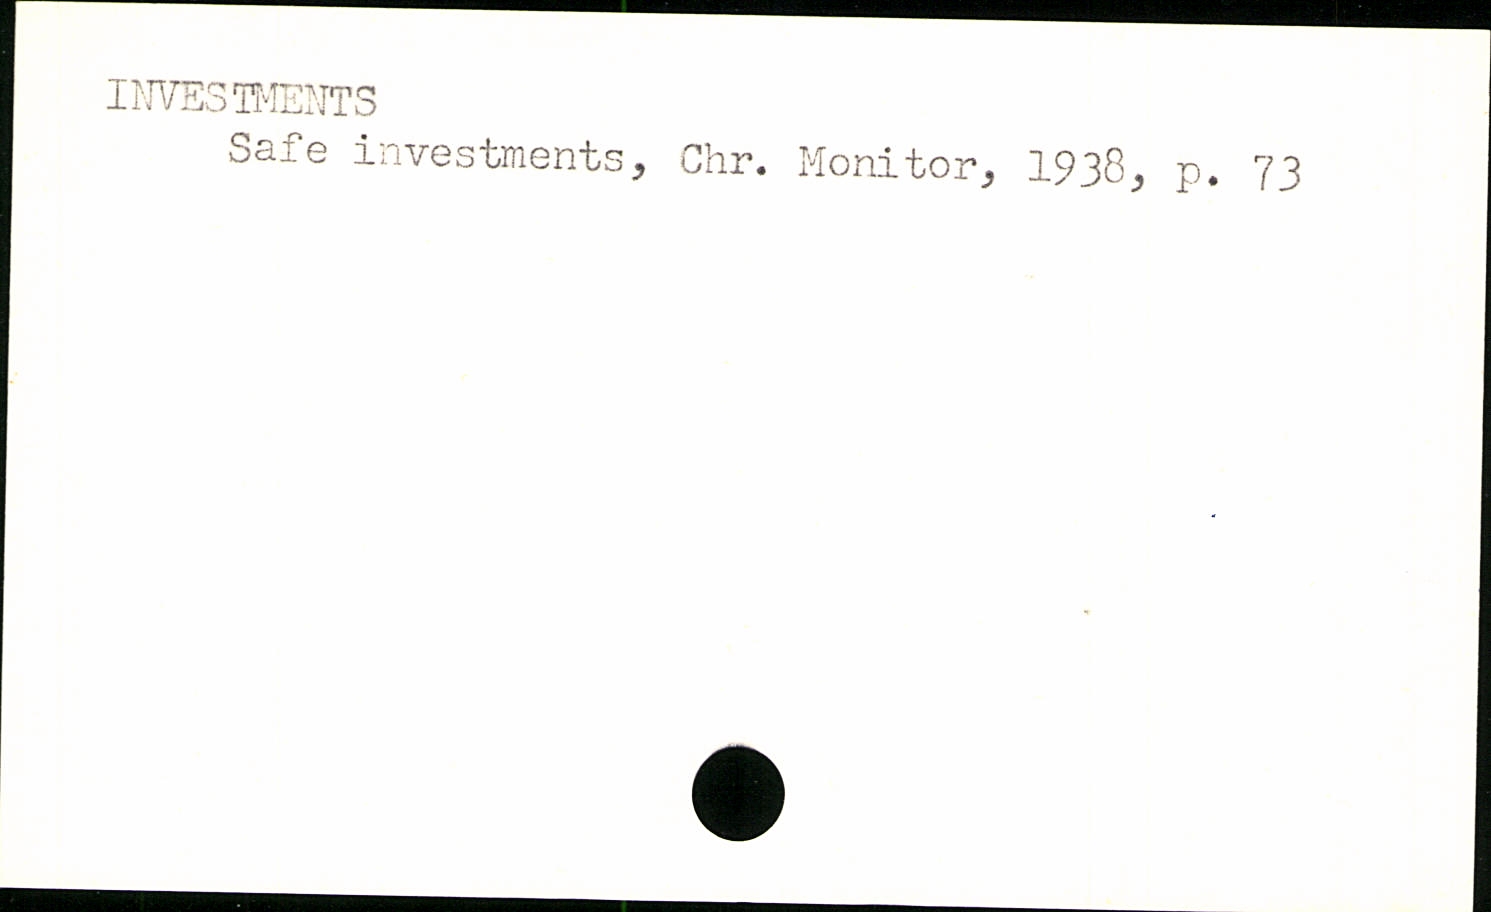 INVESTMENTS
Safe investments, Chr. Monitor, 1938, p. 73